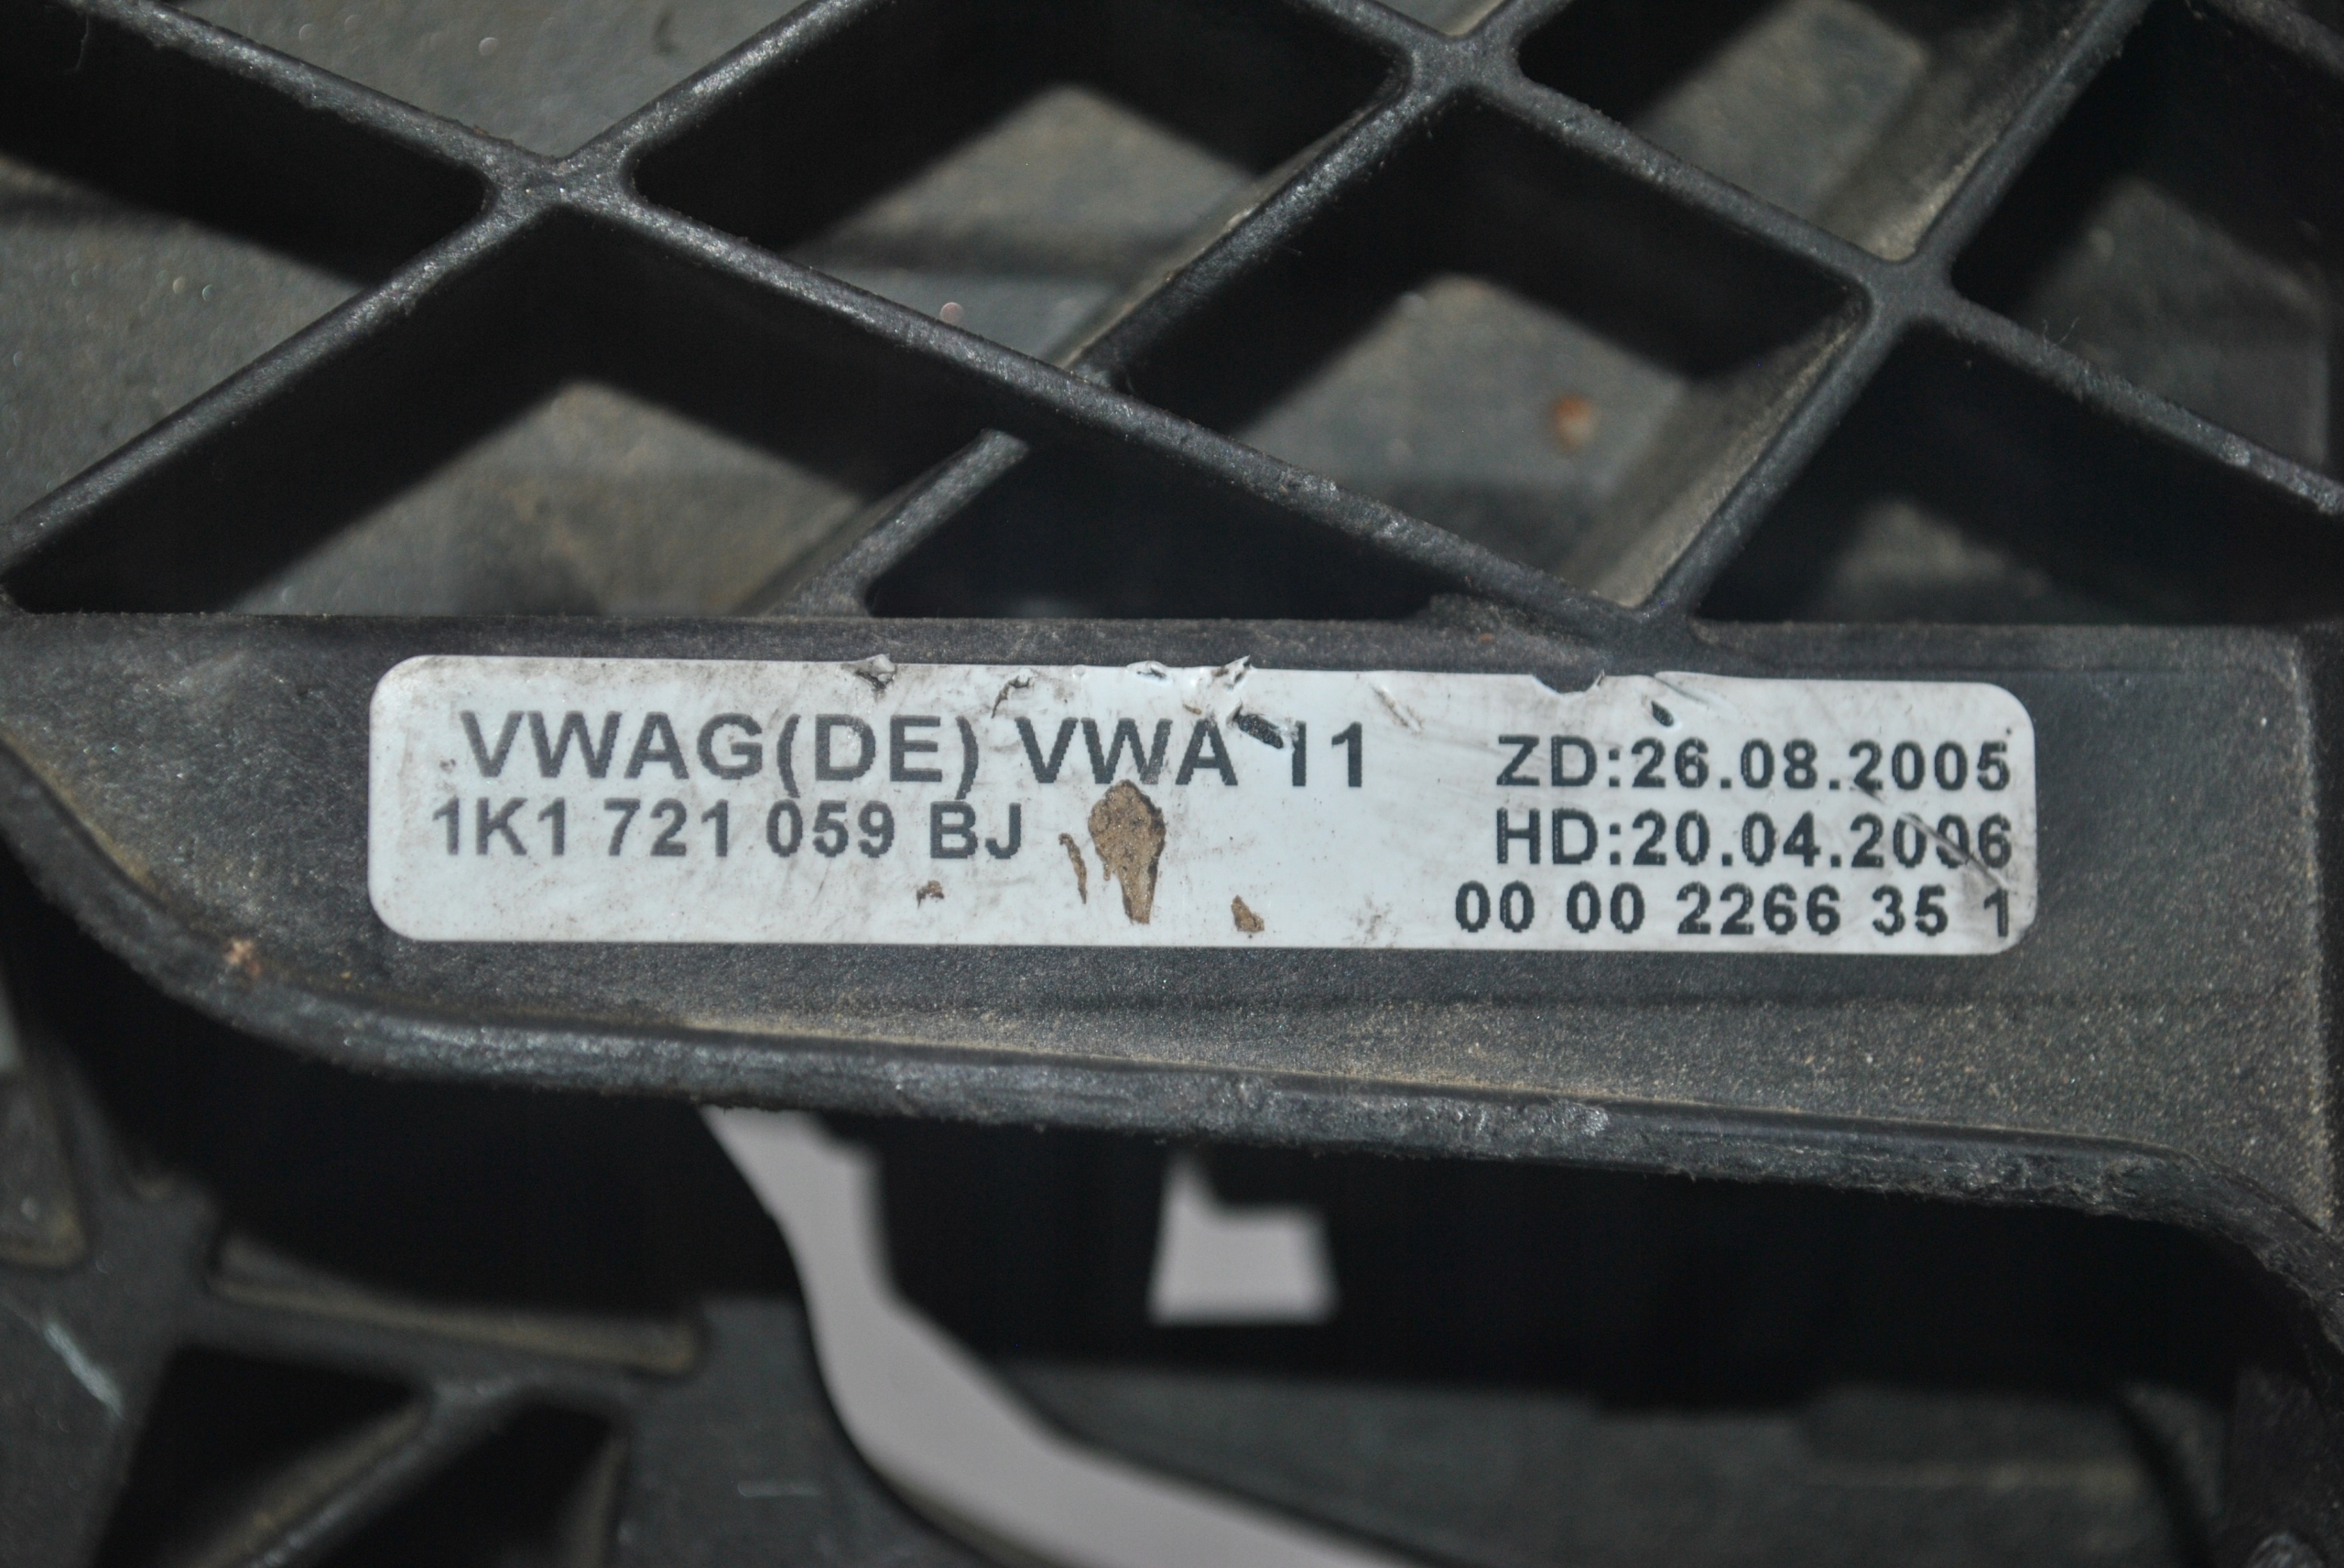 VWAG(DE) VWA 11
1K1 721 059 BJ
ZD:26.08.2005
HD:20.04.2006
00 00 2266 35 1